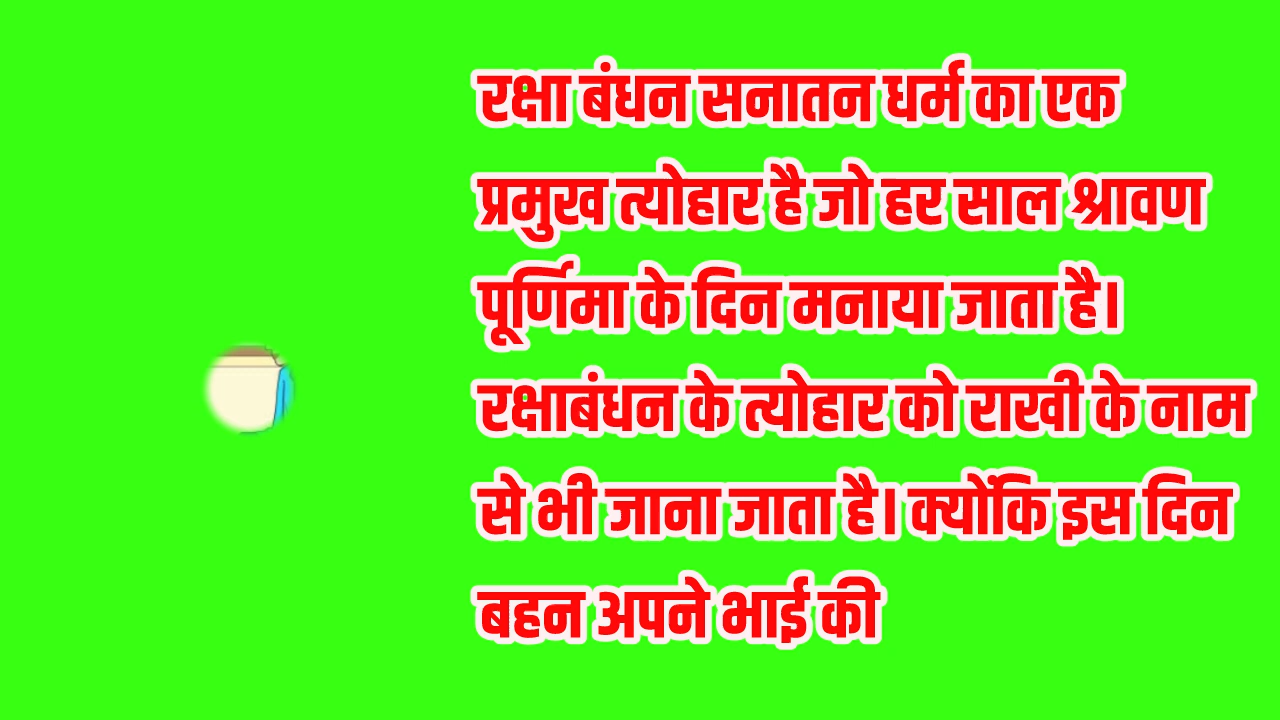 रक्षा बंधन सनातन धर्म का एक
प्रमुख त्योहार है जो हर साल श्रावण
पूर्णिमा के दिन मनाया जाता है।
रक्षाबंधन के त्योहार को राखी के नाम
से भी जाना जाता है। क्योंकि इस दिन
बहन अपने भाई की